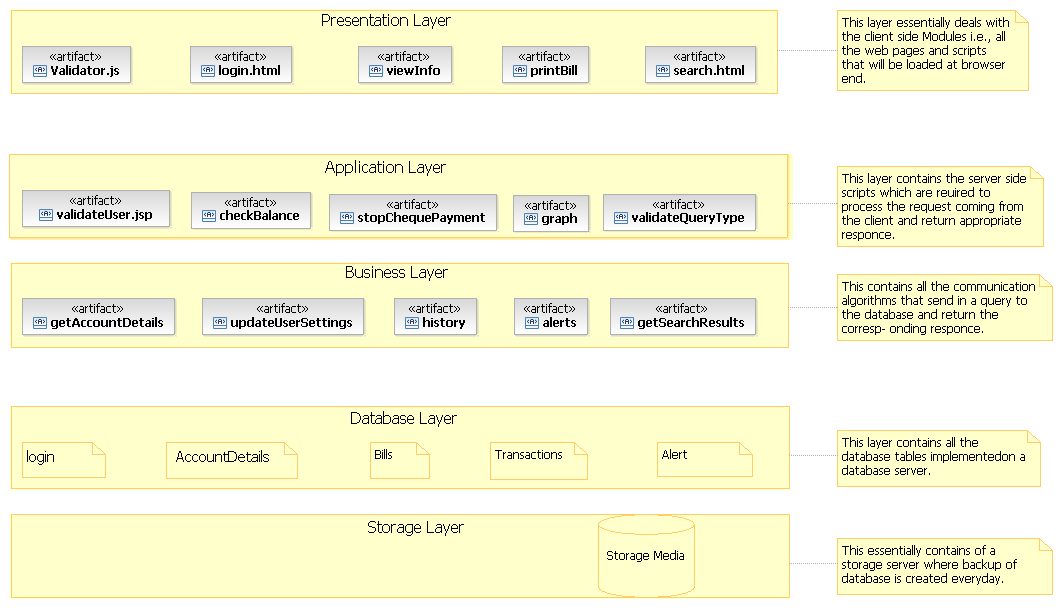 Presentation Layer
«artifact»
Validator.js
«artifact»
login.html
«artifact»
viewInfo
«artifact»
printBill
«artifact»
search.html
This layer essentially deals with
the client side Modules i.e., all
the web pages and scripts
that will be loaded at browser
end.
Application Layer
«artifact»
validateUser.jsp
«artifact»
checkBalance
«artifact»
stopChequePayment
«artifact»
graph
«artifact»
validateQueryType
This layer contains the server side
scripts which are reuired to
process the request coming from
the client and return appropriate
responce.
Business Layer
«artifact»
getAccountDetails
«artifact»
updateUserSettings
«artifact»
history
«artifact»
alerts
«artifact»
getSearchResults
This contains all the communication
algorithms that send in a query to
the database and return the
corresp- onding responce.
Database Layer
login
AccountDetails
Bills
Transactions
Alert
This layer contains all the
database tables implementedon a
database server.
Storage Layer
Storage Media
This essentially contains of a
storage server where backup of
database is created everyday.